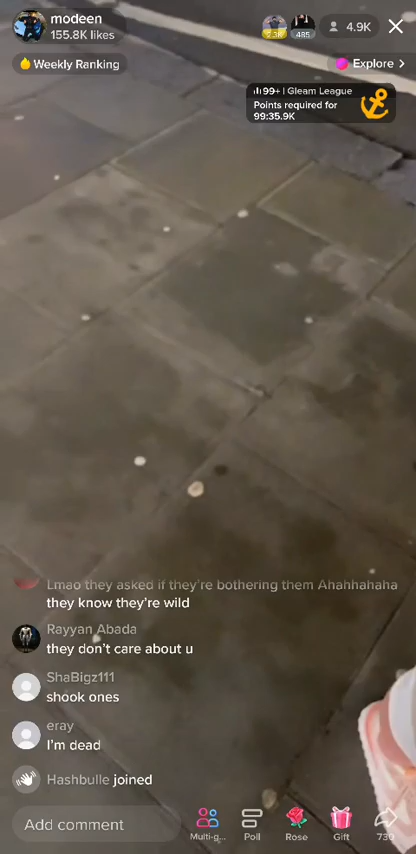 modeen
155.8K likes
485
4.9K
Weekly Ranking
Explore >
99+ | Gleam League
Points required for
99:35.9K
Lmao they asked if they're bothering them Ahahhahaha
they know they're wild
Rayyan Abada
they don't care about u
ShaBigz111
shook ones
eray
I'm dead
Hashbulle joined
Add comment
Multi-g...
Poll
Rose
Gift
730